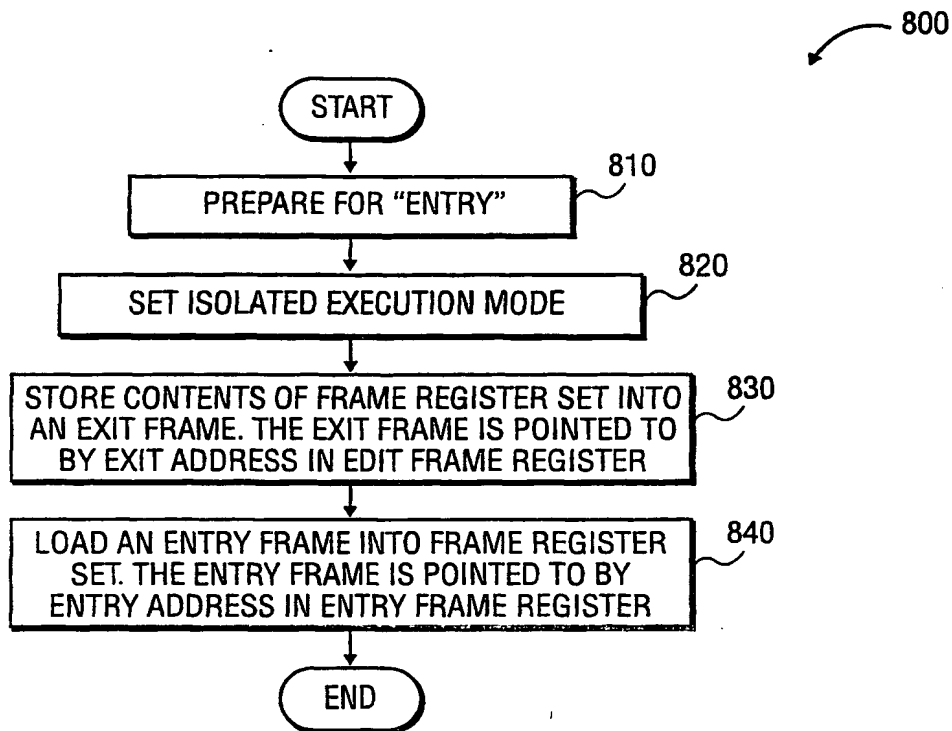 800
START
810
PREPARE FOR “ENTRY”
820
SET ISOLATED EXECUTION MODE
830
STORE CONTENTS OF FRAME REGISTER SET INTO
AN EXIT FRAME. THE EXIT FRAME IS POINTED TO
BY EXIT ADDRESS IN EDIT FRAME REGISTER
840
LOAD AN ENTRY FRAME INTO FRAME REGISTER
SET. THE ENTRY FRAME IS POINTED TO BY
ENTRY ADDRESS IN ENTRY FRAME REGISTER
END